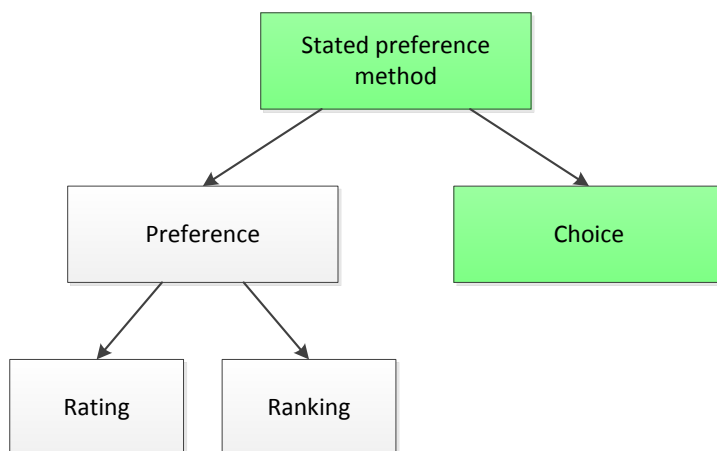 Stated preference
method
Preference
Choice
Rating
Ranking